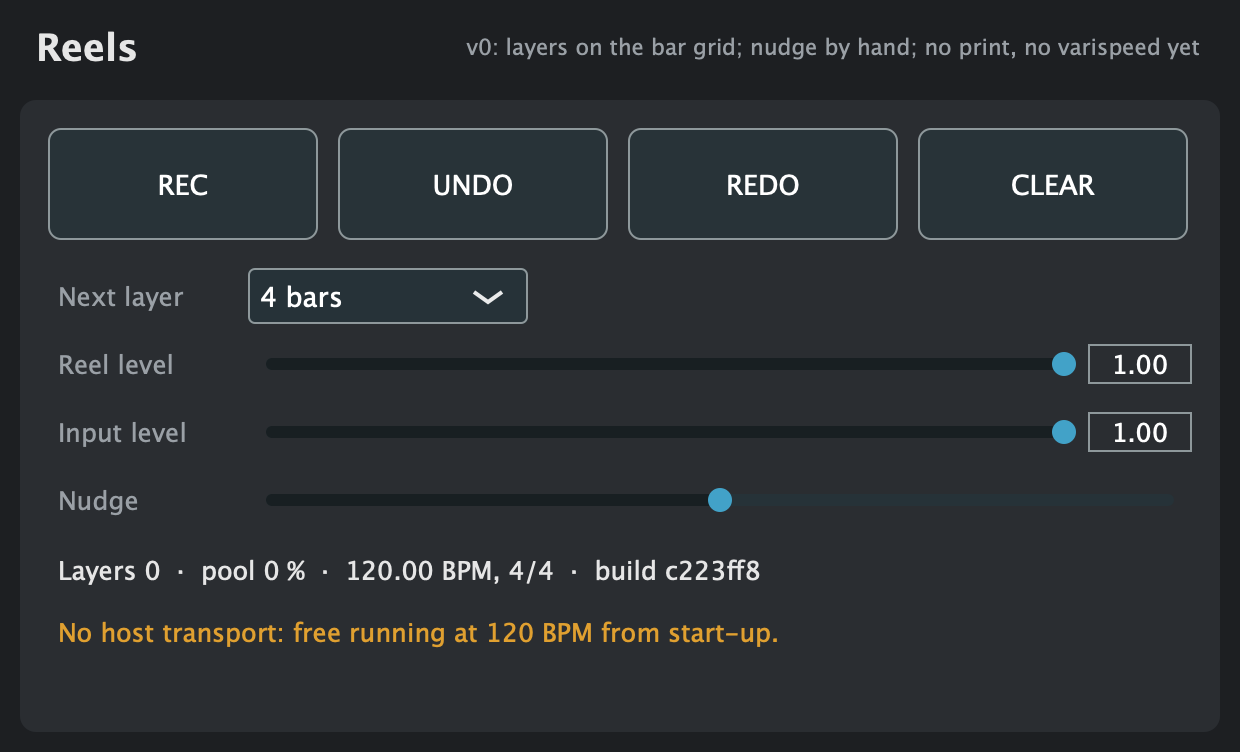 Reels
v0: layers on the bar grid; nudge by hand; no print, no varispeed yet
REC
UNDO
REDO
CLEAR
Next layer
4 bars
Reel level
1.00
Input level
1.00
Nudge
Layers 0 · pool 0 % · 120.00 BPM, 4/4 · build c223ff8
No host transport: free running at 120 BPM from start-up.